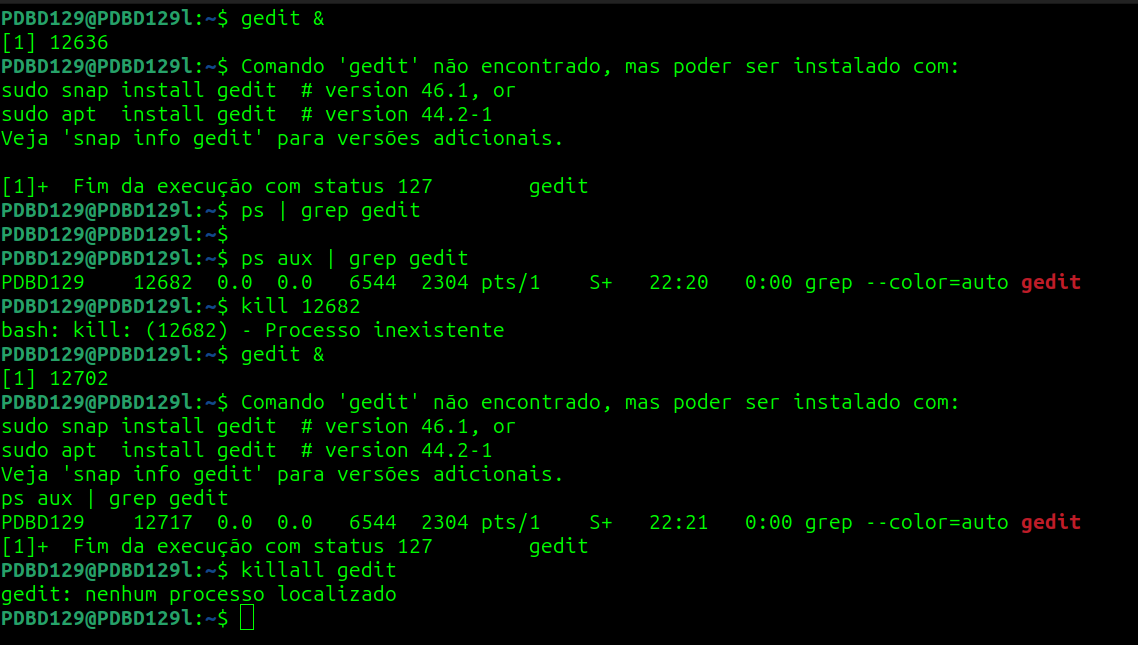 PDBD129@PDBD129l:~$ gedit &
[1] 12636
PDBD129@PDBD129l:~$ Comando 'gedit' não encontrado, mas poder ser instalado com:
sudo snap install gedit  # version 46.1, or
sudo apt  install gedit  # version 44.2-1
Veja 'snap info gedit' para versões adicionais.

[1]+  Fim da execução com status 127        gedit
PDBD129@PDBD129l:~$ ps | grep gedit
PDBD129@PDBD129l:~$
PDBD129@PDBD129l:~$ ps aux | grep gedit
PDBD129    12682  0.0  0.0   6544  2304 pts/1    S+   22:20   0:00 grep --color=auto gedit
PDBD129@PDBD129l:~$ kill 12682
bash: kill: (12682) - Processo inexistente
PDBD129@PDBD129l:~$ gedit &
[1] 12702
PDBD129@PDBD129l:~$ Comando 'gedit' não encontrado, mas poder ser instalado com:
sudo snap install gedit  # version 46.1, or
sudo apt  install gedit  # version 44.2-1
Veja 'snap info gedit' para versões adicionais.
ps aux | grep gedit
PDBD129    12717  0.0  0.0   6544  2304 pts/1    S+   22:21   0:00 grep --color=auto gedit
[1]+  Fim da execução com status 127        gedit
PDBD129@PDBD129l:~$ killall gedit
gedit: nenhum processo localizado
PDBD129@PDBD129l:~$